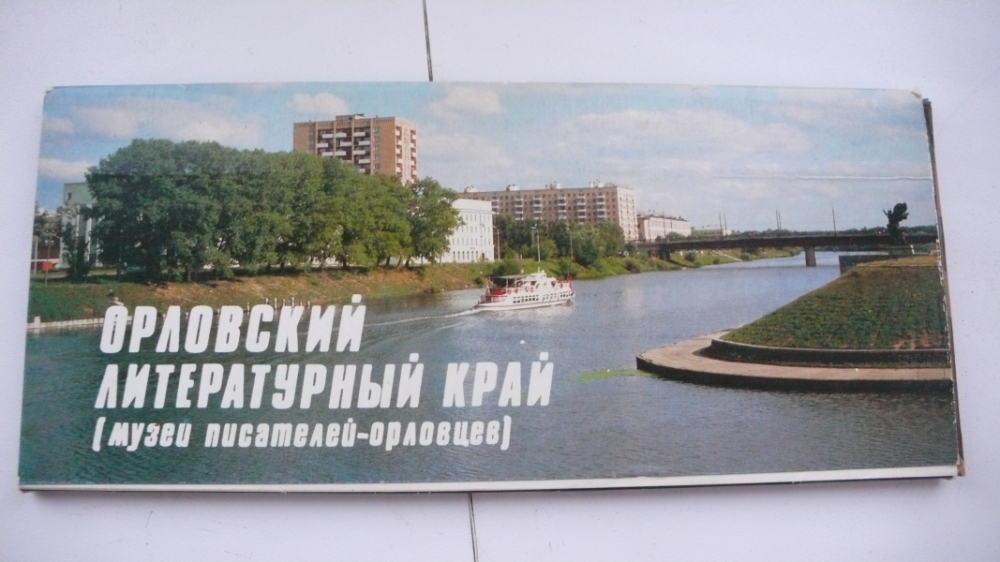 ОРЛОВСКИЙ
ЛИТЕРАТУРНЫЙ КРАЙ
(музеи писателей-орловцев)